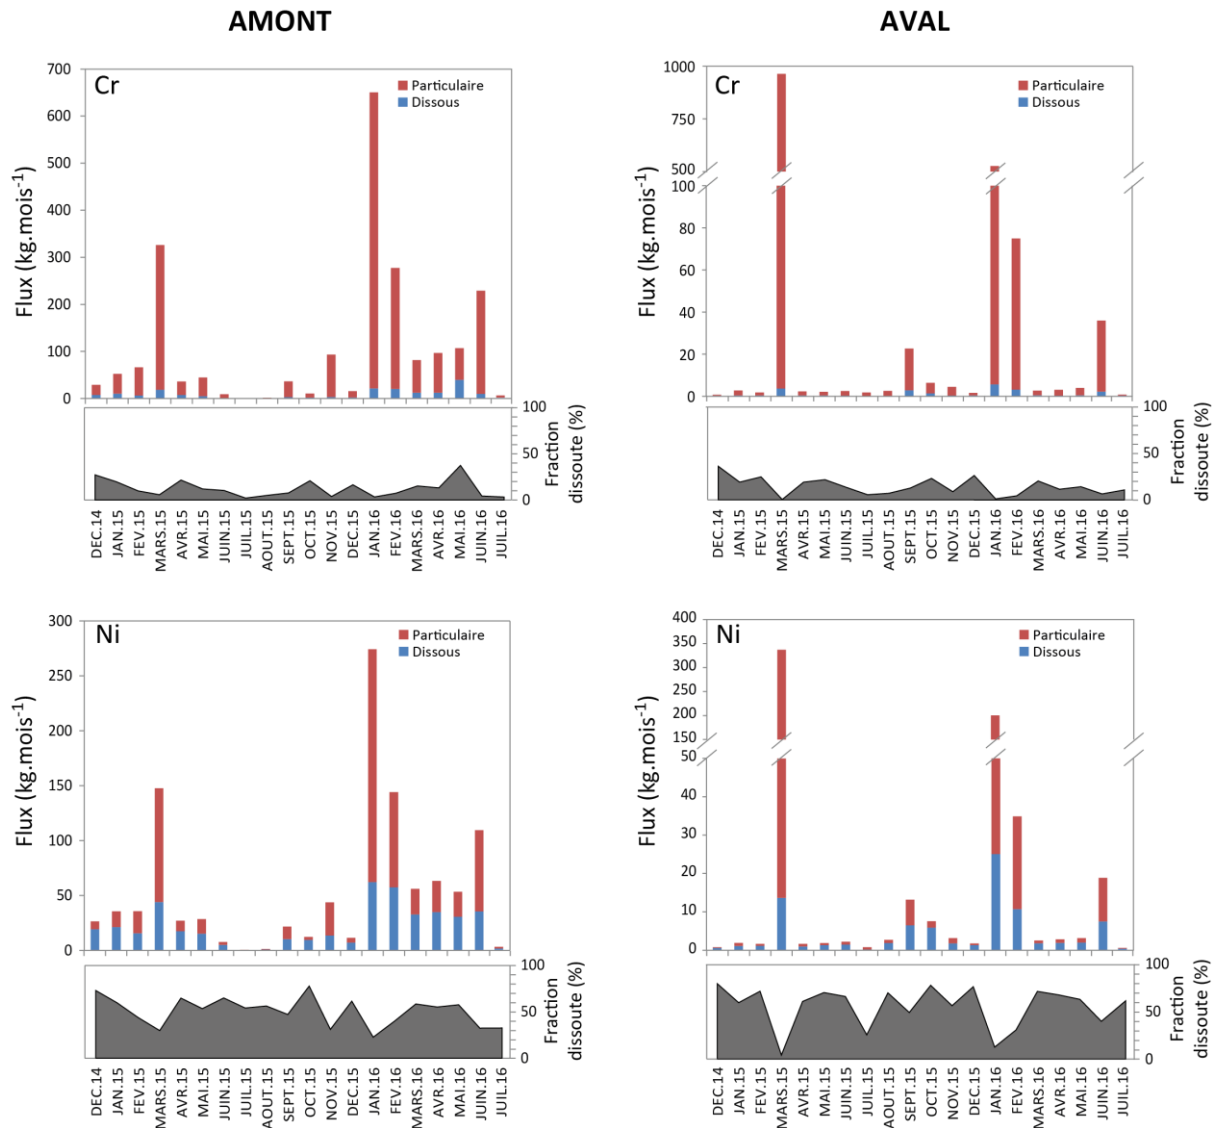 AMONT
AVAL
Cr
Particulaire
Dissous
Flux (kg.mois-1)
700
600
500
400
300
200
100
0
100
50
0
Fraction
dissoute (%)
DEC.14
JAN.15
FEV.15
MARS.15
AVR.15
MAI.15
JUIN.15
JUIL.15
AOUT.15
SEPT.15
OCT.15
NOV.15
DEC.15
JAN.16
FEV.16
MARS.16
AVR.16
MAI.16
JUIN.16
JUIL.16
Cr
Particulaire
Dissous
Flux (kg.mois-1)
1000
750
500
100
80
60
40
20
0
100
50
0
Fraction
dissoute (%)
DEC.14
JAN.15
FEV.15
MARS.15
AVR.15
MAI.15
JUIN.15
JUIL.15
AOUT.15
SEPT.15
OCT.15
NOV.15
DEC.15
JAN.16
FEV.16
MARS.16
AVR.16
MAI.16
JUIN.16
JUIL.16
Ni
Particulaire
Dissous
Flux (kg.mois-1)
300
250
200
150
100
50
0
100
50
0
Fraction
dissoute (%)
DEC.14
JAN.15
FEV.15
MARS.15
AVR.15
MAI.15
JUIN.15
JUIL.15
AOUT.15
SEPT.15
OCT.15
NOV.15
DEC.15
JAN.16
FEV.16
MARS.16
AVR.16
MAI.16
JUIN.16
JUIL.16
Ni
Particulaire
Dissous
Flux (kg.mois-1)
400
350
300
250
200
150
50
40
30
20
10
0
100
50
0
Fraction
dissoute (%)
DEC.14
JAN.15
FEV.15
MARS.15
AVR.15
MAI.15
JUIN.15
JUIL.15
AOUT.15
SEPT.15
OCT.15
NOV.15
DEC.15
JAN.16
FEV.16
MARS.16
AVR.16
MAI.16
JUIN.16
JUIL.16